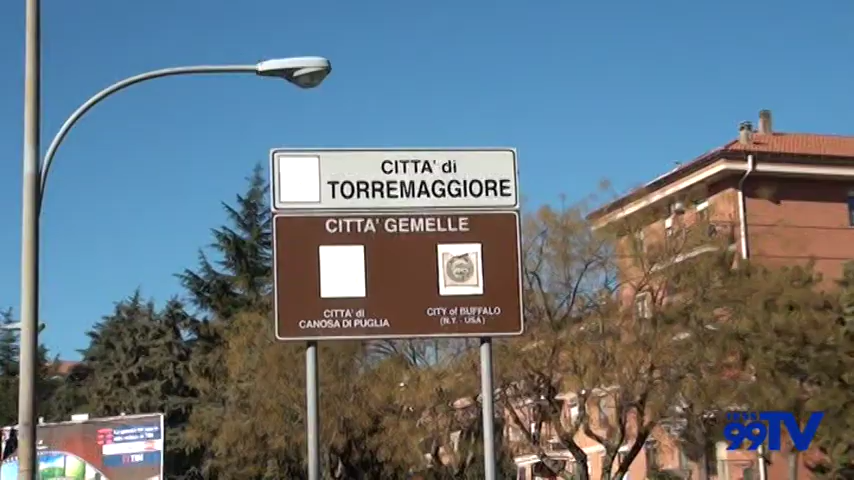 CITTA' di
TORREMAGGIORE
CITTA' GEMELLE
CITTA' di
CANOSA DI PUGLIA
CITY of BUFFALO
(N.Y. - USA)
99TV